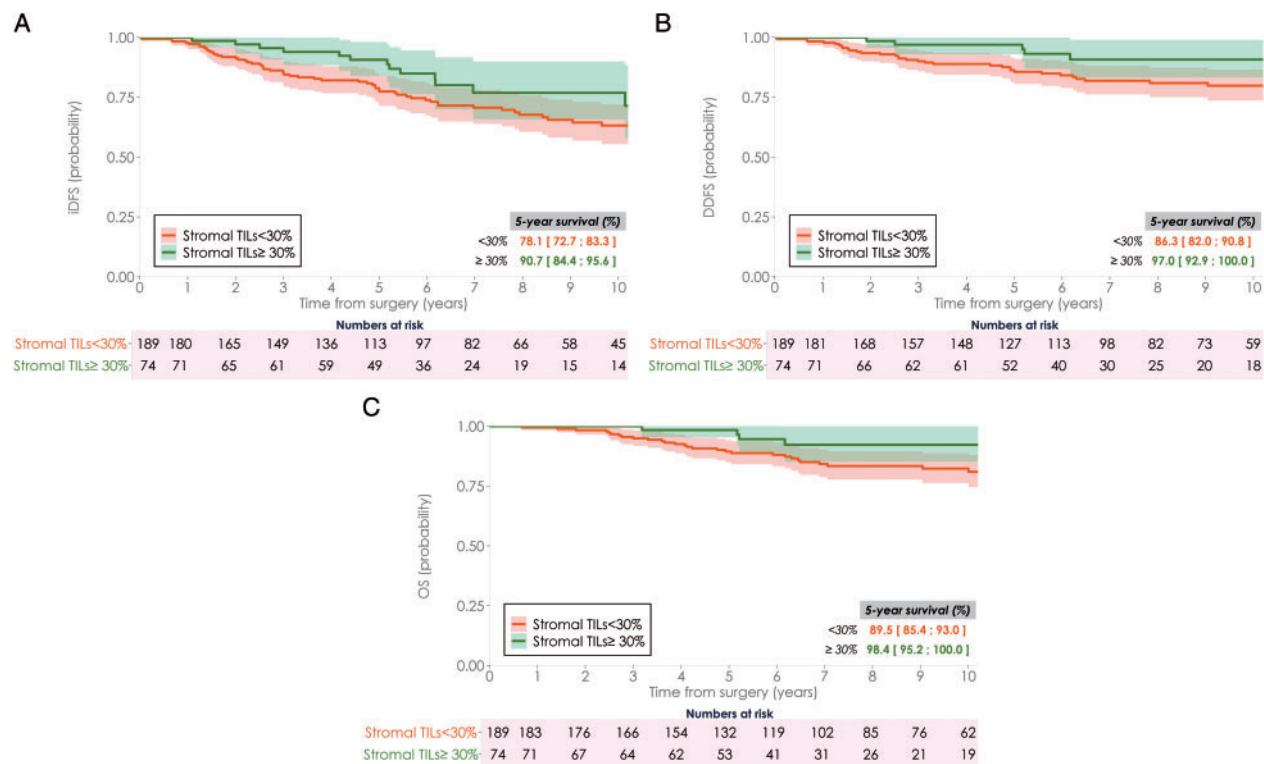 A
1.00
0.75
0.50
0.25
0.00
iDFS (probability)
Stromal TILs<30%
Stromal TILs≥ 30%
5-year survival (%)
<30% 78.1 [ 72.7 ; 83.3 ]
≥ 30% 90.7 [ 84.4 ; 95.6 ]
0 1 2 3 4 5 6 7 8 9 10
Time from surgery (years)
Numbers at risk
Stromal TILs<30% 189 180 165 149 136 113 97 82 66 58 45
Stromal TILs≥ 30% 74 71 65 61 59 49 36 24 19 15 14
B
1.00
0.75
0.50
0.25
0.00
DDFS (probability)
Stromal TILs<30%
Stromal TILs≥ 30%
5-year survival (%)
<30% 86.3 [ 82.0 ; 90.8 ]
≥ 30% 97.0 [ 92.9 ; 100.0 ]
0 1 2 3 4 5 6 7 8 9 10
Time from surgery (years)
Numbers at risk
Stromal TILs<30% 189 181 168 157 148 127 113 98 82 73 59
Stromal TILs≥ 30% 74 71 66 62 61 52 40 30 25 20 18
C
1.00
0.75
0.50
0.25
0.00
OS (probability)
Stromal TILs<30%
Stromal TILs≥ 30%
5-year survival (%)
<30% 89.5 [ 85.4 ; 93.0 ]
≥ 30% 98.4 [ 95.2 ; 100.0 ]
0 1 2 3 4 5 6 7 8 9 10
Time from surgery (years)
Numbers at risk
Stromal TILs<30% 189 183 176 166 154 132 119 102 85 76 62
Stromal TILs≥ 30% 74 71 67 64 62 53 41 31 26 21 19